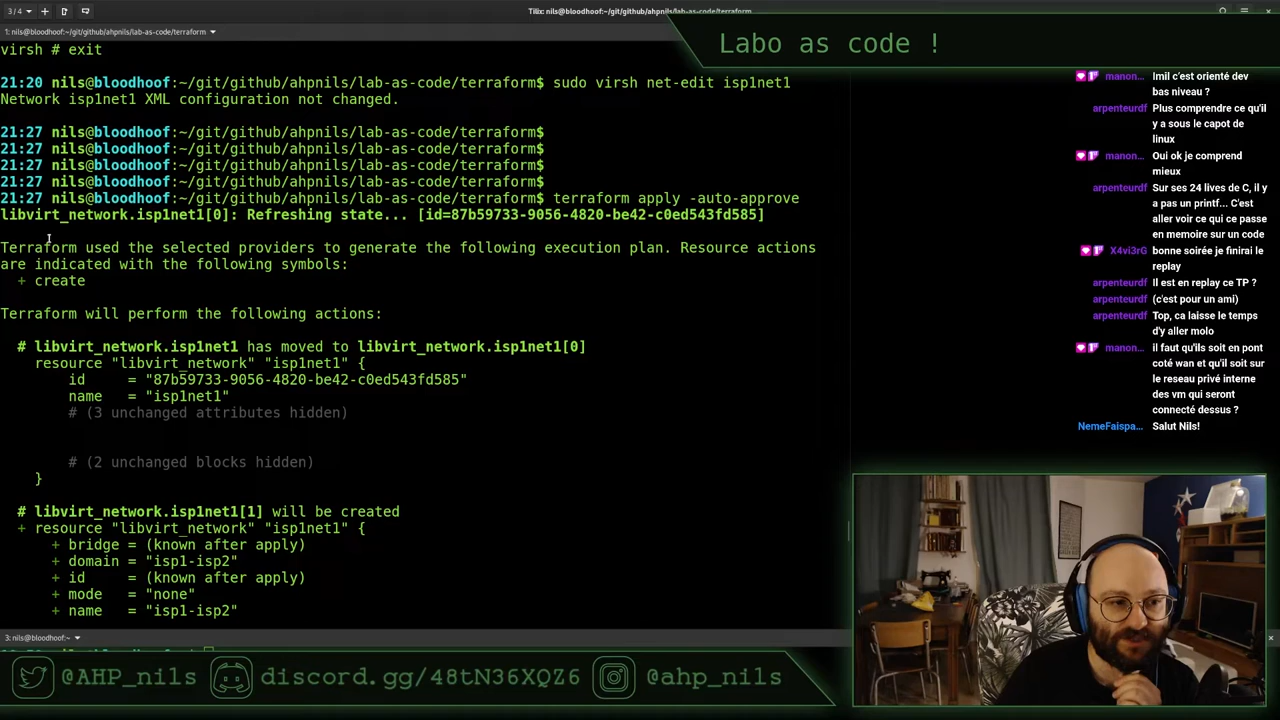 3/4
Tilix: nils@bloodhoof:~/git/github/ahpnils/lab-as-code/terraform
1: nils@bloodhoof:~/git/github/ahpnils/lab-as-code/terraform
Labo as code !
virsh # exit
21:20 nils@bloodhoof:~/git/github/ahpnils/lab-as-code/terraform$ sudo virsh net-edit isp1net1
Network isp1net1 XML configuration not changed.
21:27 nils@bloodhoof:~/git/github/ahpnils/lab-as-code/terraform$
21:27 nils@bloodhoof:~/git/github/ahpnils/lab-as-code/terraform$
21:27 nils@bloodhoof:~/git/github/ahpnils/lab-as-code/terraform$
21:27 nils@bloodhoof:~/git/github/ahpnils/lab-as-code/terraform$
21:27 nils@bloodhoof:~/git/github/ahpnils/lab-as-code/terraform$ terraform apply -auto-approve
libvirt_network.isp1net1[0]: Refreshing state... [id=87b59733-9056-4820-be42-c0ed543fd585]
Terraform used the selected providers to generate the following execution plan. Resource actions
are indicated with the following symbols:
+ create
Terraform will perform the following actions:
# libvirt_network.isp1net1 has moved to libvirt_network.isp1net1[0]
resource "libvirt_network" "isp1net1" {
id = "87b59733-9056-4820-be42-c0ed543fd585"
name = "isp1net1"
# (3 unchanged attributes hidden)
# (2 unchanged blocks hidden)
}
# libvirt_network.isp1net1[1] will be created
+ resource "libvirt_network" "isp1net1" {
+ bridge = (known after apply)
+ domain = "isp1-isp2"
+ id = (known after apply)
+ mode = "none"
+ name = "isp1-isp2"
3: nils@bloodhoof:~
manon... Imil c'est orienté dev
bas niveau ?
arpenteurdf Plus comprendre ce qu'il
y a sous le capot de
linux
manon... Oui ok je comprend
mieux
arpenteurdf Sur ses 24 lives de C, il y
a pas un printf... C'est
aller voir ce qui ce passe
en memoire sur un code
X4vi3rG bonne soirée je finirai le
replay
arpenteurdf Il est en replay ce TP ?
arpenteurdf (c'est pour un ami)
arpenteurdf Top, ca laisse le temps
d'y aller molo
manon... il faut qu'ils soit en pont
coté wan et qu'il soit sur
le reseau privé interne
des vm qui seront
connecté dessus ?
NemeFaispa... Salut Nils!
@AHP_nils
discord.gg/48tN36XQZ6
@ahp_nils